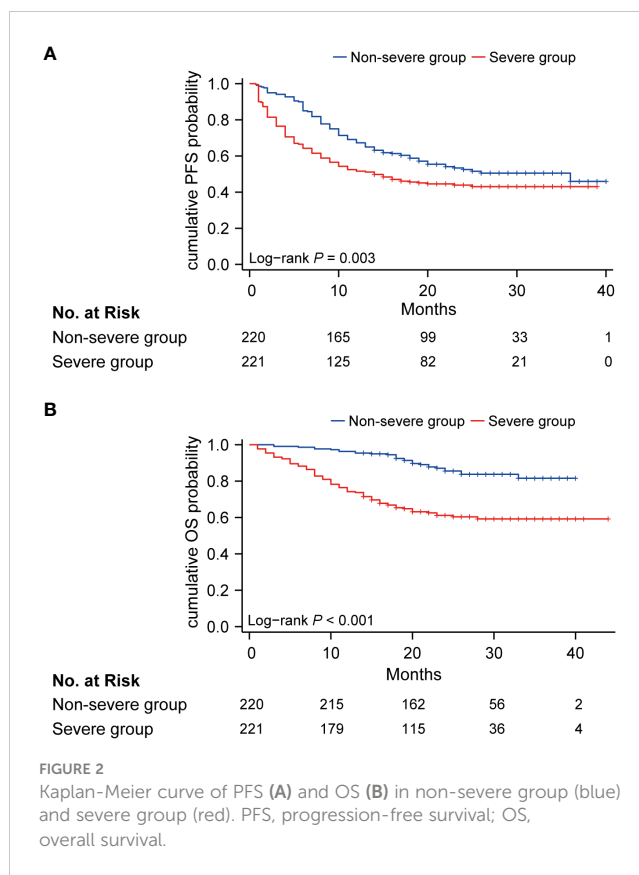 A
Non-severe group Severe group
cumulative PFS probability
1.0
0.8
0.6
0.4
0.2
0.0
Log-rank P = 0.003
0 10 20 30 40
Months
No. at Risk
Non-severe group 220 165 99 33 1
Severe group 221 125 82 21 0
B
Non-severe group Severe group
cumulative OS probability
1.0
0.8
0.6
0.4
0.2
0.0
Log-rank P < 0.001
0 10 20 30 40
Months
No. at Risk
Non-severe group 220 215 162 56 2
Severe group 221 179 115 36 4
FIGURE 2
Kaplan-Meier curve of PFS (A) and OS (B) in non-severe group (blue)
and severe group (red). PFS, progression-free survival; OS,
overall survival.